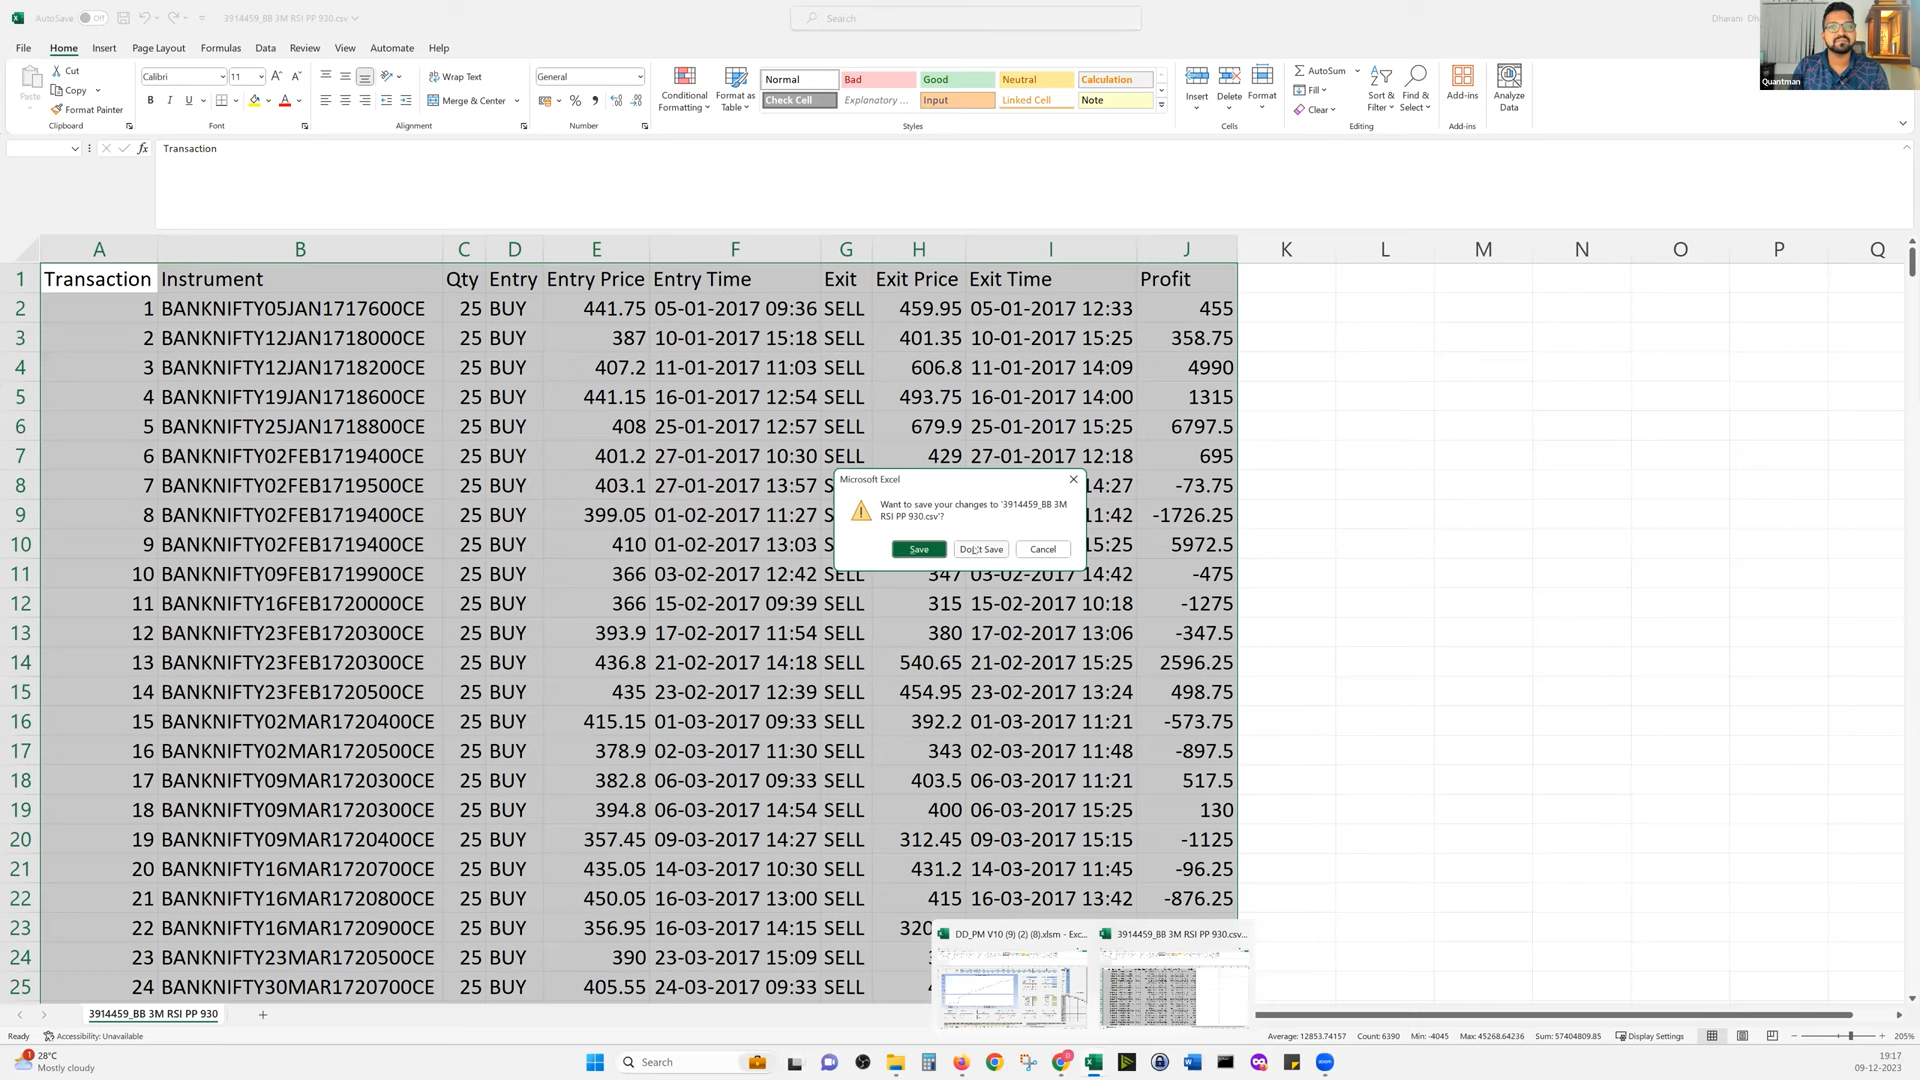 AutoSave Off 3914459_BB 3M RSI PP 930.csv Search Dharani
File Home Insert Page Layout Formulas Data Review View Automate Help
Paste Cut Copy Format Painter Clipboard
Calibri 11 B I U Font
Wrap Text Merge & Center Alignment
General Number
Conditional Formatting Format as Table
Normal Bad Good Neutral Calculation
Check Cell Explanatory ... Input Linked Cell Note
Styles
Insert Delete Format Cells
AutoSum Fill Clear Sort & Filter Find & Select Editing
Add-ins Add-ins
Analyze Data
Quantman
fx Transaction
A B C D E F G H I J K L M N O P Q
1 Transaction Instrument Qty Entry Entry Price Entry Time Exit Exit Price Exit Time Profit
2 1 BANKNIFTY05JAN1717600CE 25 BUY 441.75 05-01-2017 09:36 SELL 459.95 05-01-2017 12:33 455
3 2 BANKNIFTY12JAN1718000CE 25 BUY 387 10-01-2017 15:18 SELL 401.35 10-01-2017 15:25 358.75
4 3 BANKNIFTY12JAN1718200CE 25 BUY 407.2 11-01-2017 11:03 SELL 606.8 11-01-2017 14:09 4990
5 4 BANKNIFTY19JAN1718600CE 25 BUY 441.15 16-01-2017 12:54 SELL 493.75 16-01-2017 14:00 1315
6 5 BANKNIFTY25JAN1718800CE 25 BUY 408 25-01-2017 12:57 SELL 679.9 25-01-2017 15:25 6797.5
7 6 BANKNIFTY02FEB1719400CE 25 BUY 401.2 27-01-2017 10:30 SELL 429 27-01-2017 12:18 695
8 7 BANKNIFTY02FEB1719500CE 25 BUY 403.1 27-01-2017 13:57 14:27 -73.75
9 8 BANKNIFTY02FEB1719400CE 25 BUY 399.05 01-02-2017 11:27 11:42 -1726.25
10 9 BANKNIFTY02FEB1719400CE 25 BUY 410 01-02-2017 13:03 15:25 5972.5
11 10 BANKNIFTY09FEB1719900CE 25 BUY 366 03-02-2017 12:42 SELL 347 03-02-2017 14:42 -475
12 11 BANKNIFTY16FEB1720000CE 25 BUY 366 15-02-2017 09:39 SELL 315 15-02-2017 10:18 -1275
13 12 BANKNIFTY23FEB1720300CE 25 BUY 393.9 17-02-2017 11:54 SELL 380 17-02-2017 13:06 -347.5
14 13 BANKNIFTY23FEB1720300CE 25 BUY 436.8 21-02-2017 14:18 SELL 540.65 21-02-2017 15:25 2596.25
15 14 BANKNIFTY23FEB1720500CE 25 BUY 435 23-02-2017 12:39 SELL 454.95 23-02-2017 13:24 498.75
16 15 BANKNIFTY02MAR1720400CE 25 BUY 415.15 01-03-2017 09:33 SELL 392.2 01-03-2017 11:21 -573.75
17 16 BANKNIFTY02MAR1720500CE 25 BUY 378.9 02-03-2017 11:30 SELL 343 02-03-2017 11:48 -897.5
18 17 BANKNIFTY09MAR1720300CE 25 BUY 382.8 06-03-2017 09:33 SELL 403.5 06-03-2017 11:21 517.5
19 18 BANKNIFTY09MAR1720300CE 25 BUY 394.8 06-03-2017 14:54 SELL 400 06-03-2017 15:25 130
20 19 BANKNIFTY09MAR1720400CE 25 BUY 357.45 09-03-2017 14:27 SELL 312.45 09-03-2017 15:15 -1125
21 20 BANKNIFTY16MAR1720700CE 25 BUY 435.05 14-03-2017 10:30 SELL 431.2 14-03-2017 11:45 -96.25
22 21 BANKNIFTY16MAR1720800CE 25 BUY 450.05 16-03-2017 13:00 SELL 415 16-03-2017 13:42 -876.25
23 22 BANKNIFTY16MAR1720900CE 25 BUY 356.95 16-03-2017 14:15 SELL 320
24 23 BANKNIFTY23MAR1720500CE 25 BUY 390 23-03-2017 15:09 SELL
25 24 BANKNIFTY30MAR1720700CE 25 BUY 405.55 24-03-2017 09:33 SELL
Microsoft Excel
Want to save your changes to '3914459_BB 3M
RSI PP 930.csv'?
Save Don't Save Cancel
DD_PM V10 (9) (2) (8).xlsm - Exc... 3914459_BB 3M RSI PP 930.csv...
3914459_BB 3M RSI PP 930
Ready Accessibility: Unavailable Average: 12853.74157 Count: 6390 Min: -4045 Max: 45268.64236 Sum: 57404809.85 Display Settings 205%
1 28°C
Mostly cloudy
Search
19:17
09-12-2023